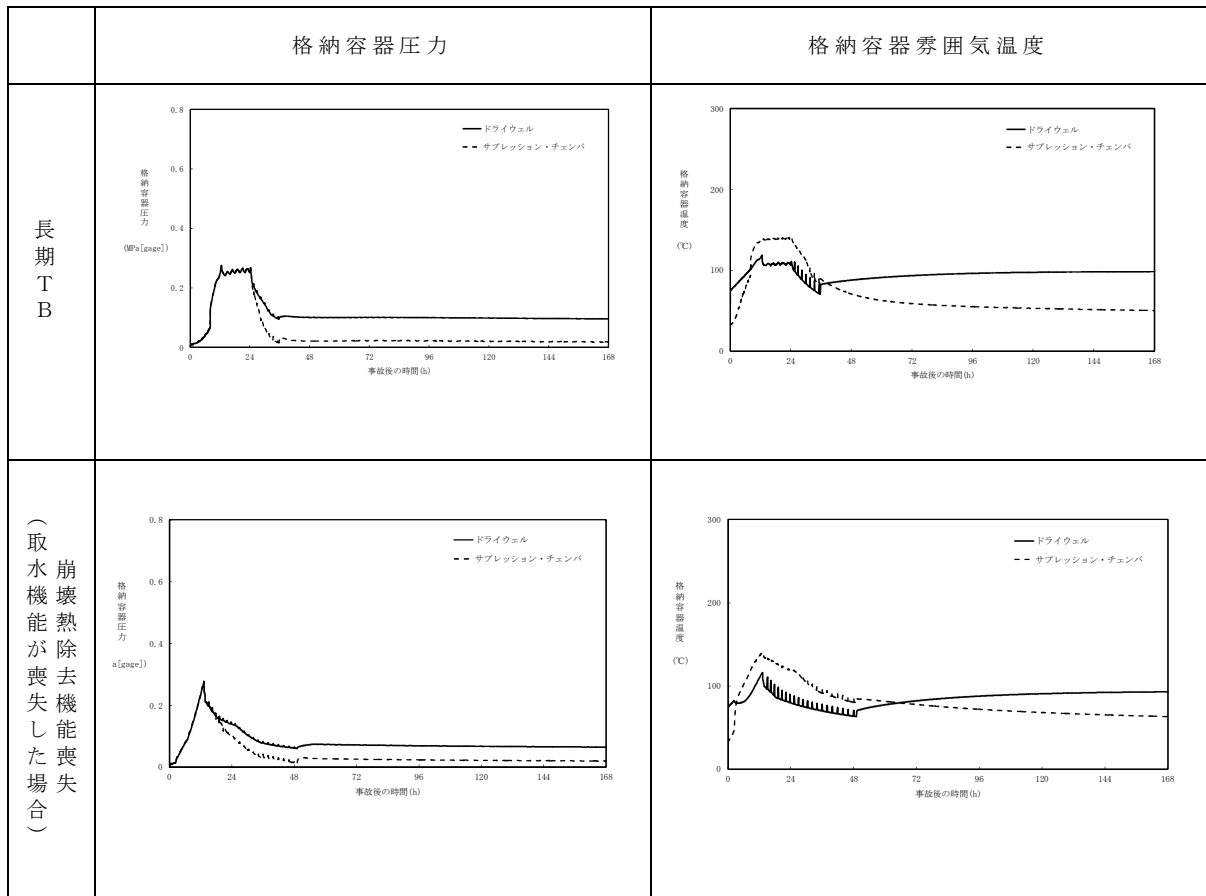 格納容器圧力
格納容器雰囲気温度
長期TB
0.8
0.6
0.4
0.2
0
格納容器圧力
(MPa[gage])
ドライウェル
サプレッション・チェンバ
0 24 48 72 96 120 144 168
事故後の時間(h)
300
200
100
0
格納容器温度
(℃)
ドライウェル
サプレッション・チェンバ
0 24 48 72 96 120 144 168
事故後の時間(h)
崩壊熱除去機能喪失
(取水機能が喪失した場合)
0.8
0.6
0.4
0.2
0
格納容器圧力
a[gage])
ドライウェル
サプレッション・チェンバ
0 24 48 72 96 120 144 168
事故後の時間(h)
300
200
100
0
格納容器温度
(℃)
ドライウェル
サプレッション・チェンバ
0 24 48 72 96 120 144 168
事故後の時間(h)